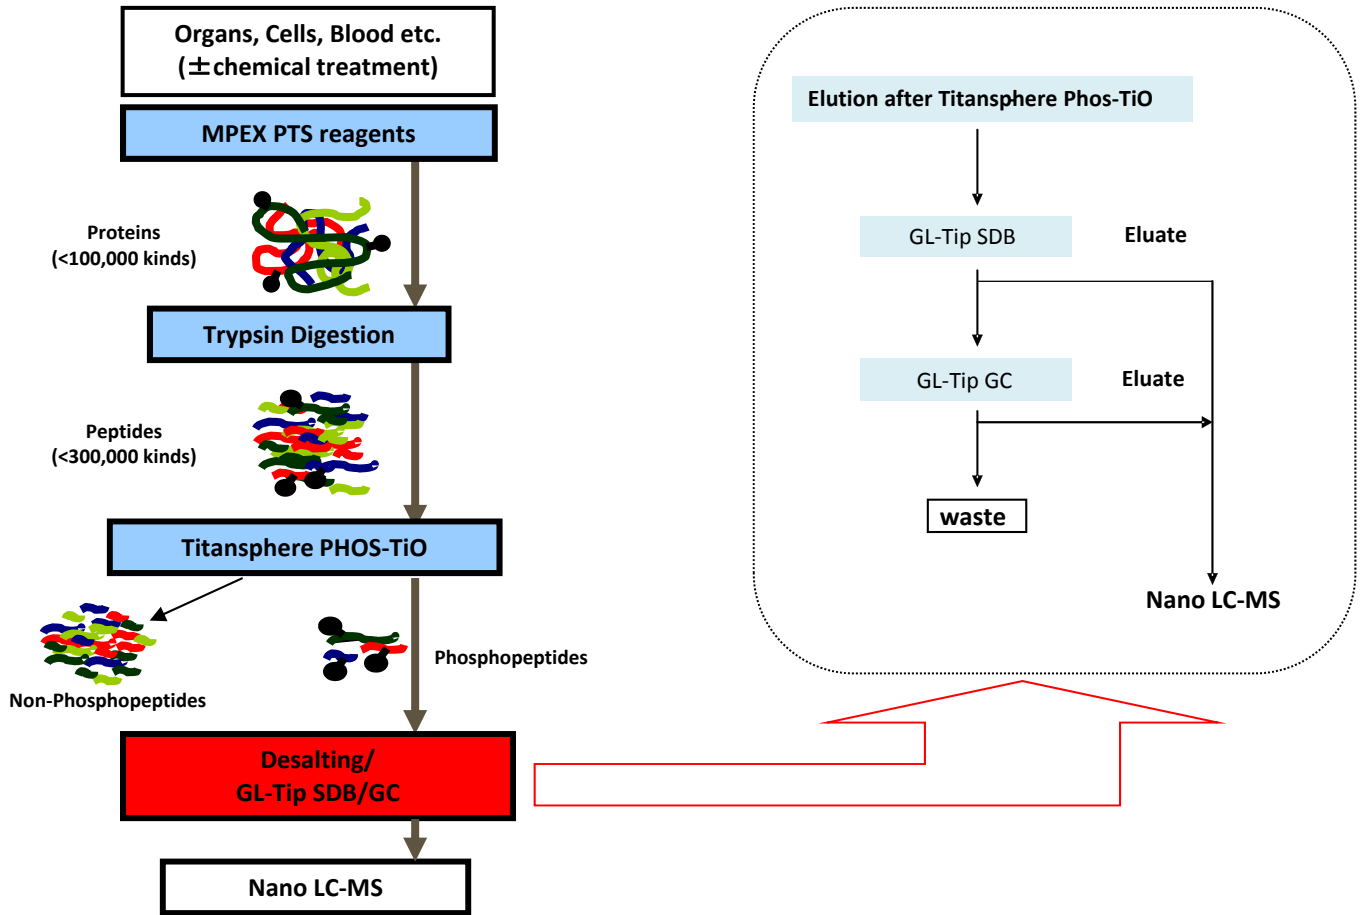 Organs, Cells, Blood etc.
(±chemical treatment)
MPEX PTS reagents
Proteins
(<100,000 kinds)
Trypsin Digestion
Peptides
(<300,000 kinds)
Titansphere PHOS-TiO
Non-Phosphopeptides
Phosphopeptides
Desalting/
GL-Tip SDB/GC
Nano LC-MS
Elution after Titansphere Phos-TiO
GL-Tip SDB
Eluate
GL-Tip GC
Eluate
waste
Nano LC-MS